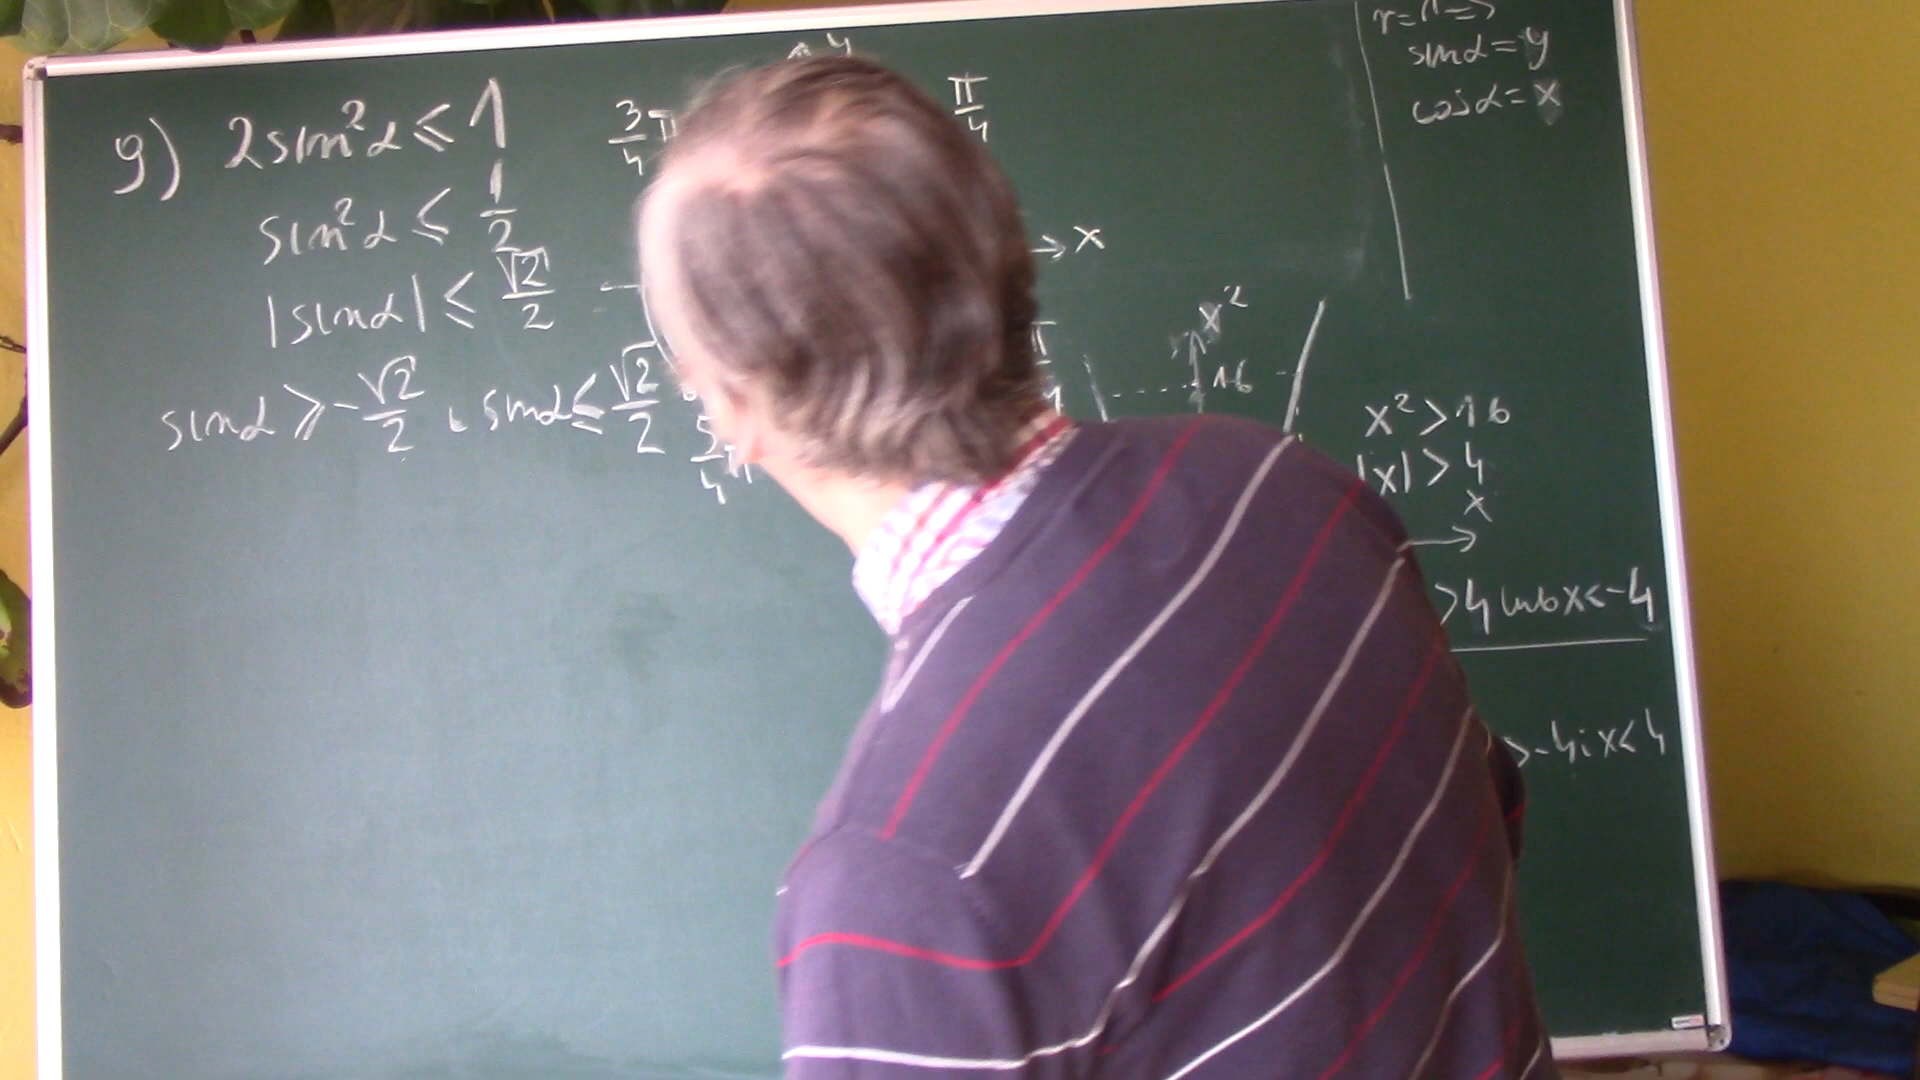 g) 2sin²α ⩽ 1
sin²α ⩽ 1/2
|sinα| ⩽ √2/2
sinα ⩾ -√2/2 i sinα ⩽ √2/2
y
3/4 π
π/4
→ x
5/4 π
x²
16
r=1 =>
sinα = y
cosα = x
x² > 16
|x| > 4
x
>4 lub x<-4
>-4 i x<4